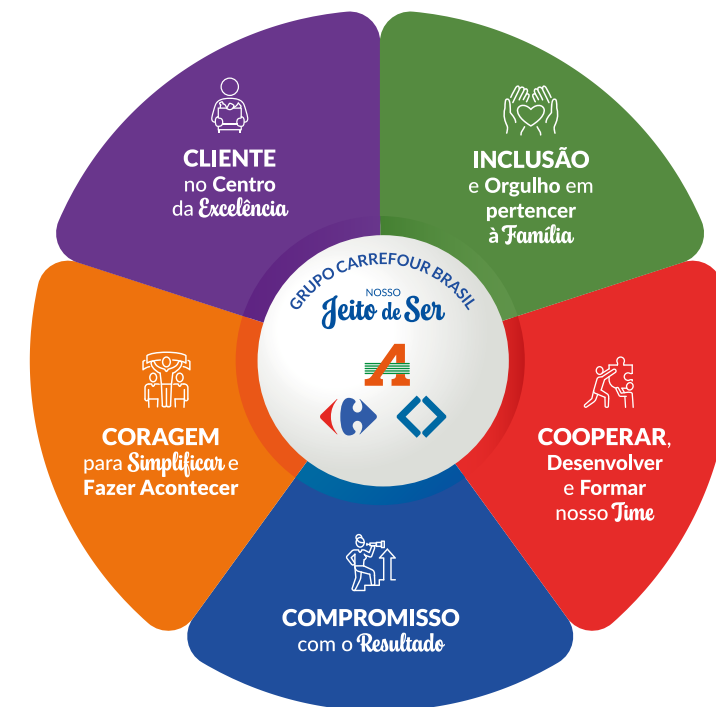 CLIENTE
no Centro
da Excelência
INCLUSÃO
e Orgulho em
pertencer
à Família
GRUPO CARREFOUR BRASIL
NOSSO
Jeito de Ser
A
CORAGEM
para Simplificar e
Fazer Acontecer
COOPERAR,
Desenvolver
e Formar
nosso Time
COMPROMISSO
com o Resultado